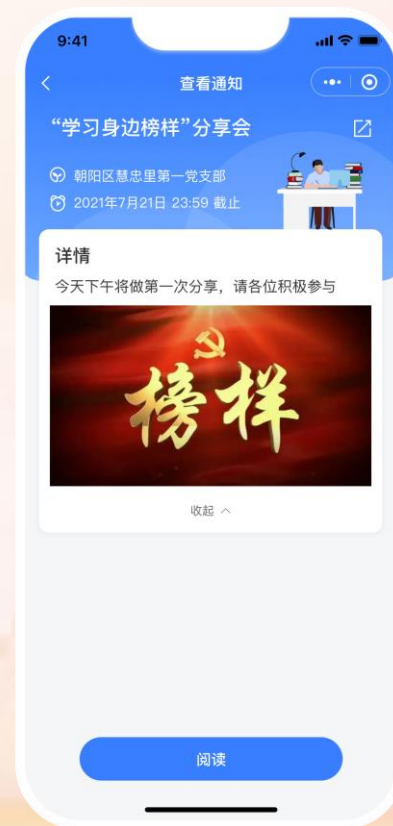 9:41
查看通知
“学习身边榜样”分享会
朝阳区慧忠里第一党支部
2021年7月21日 23:59 截止
详情
今天下午将做第一次分享，请各位积极参与
榜样
收起
阅读